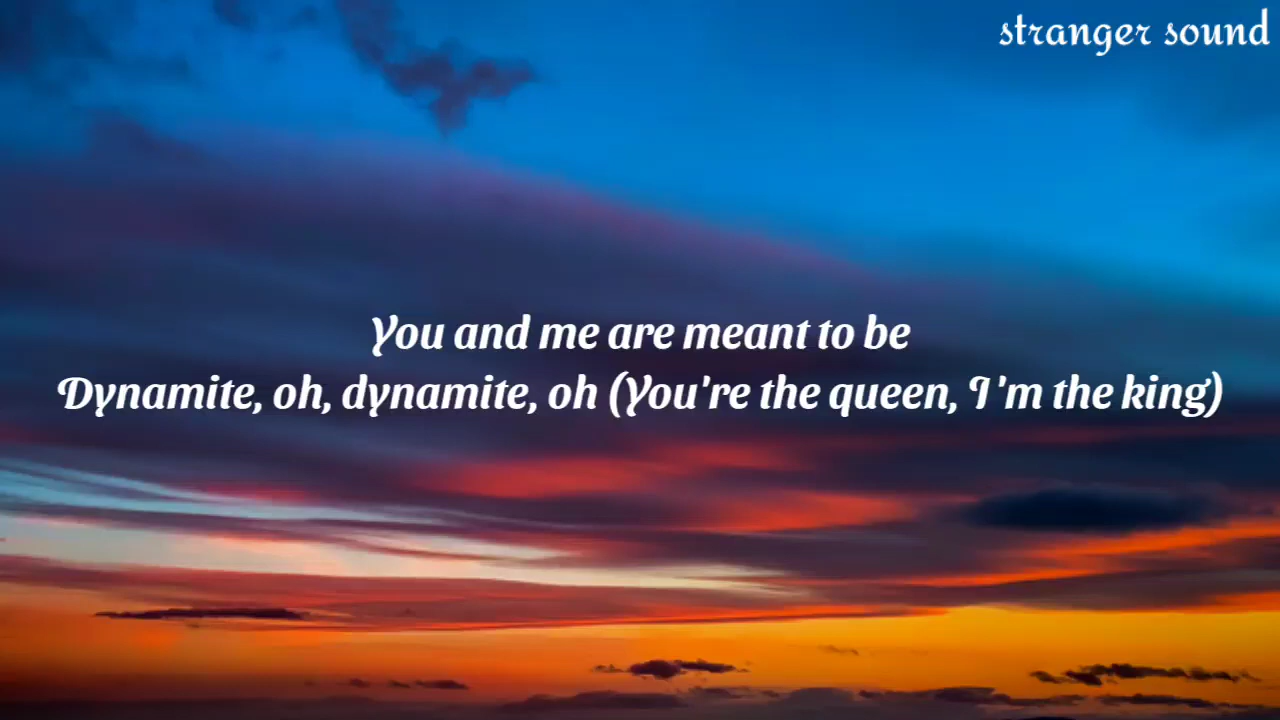 stranger sound
You and me are meant to be
Dynamite, oh, dynamite, oh (You're the queen, I'm the king)